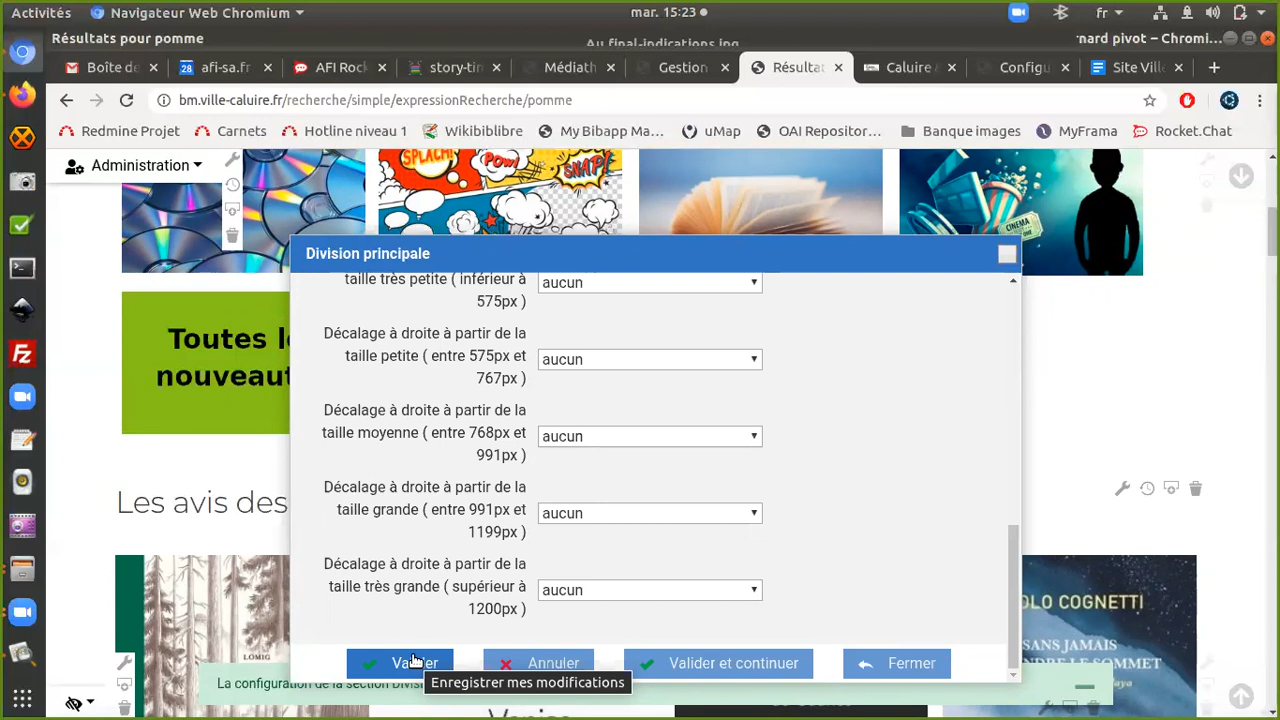 Activités Navigateur Web Chromium mar. 15:23 fr
Résultats pour pomme Au final-indications.jpg nard pivot – Chromi...
Boîte de afi-sa.fr AFI Rock story-tin Médiath Gestion Résultat Caluire Configu Site Ville
bm.ville-caluire.fr/recherche/simple/expressionRecherche/pomme
Redmine Projet Carnets Hotline niveau 1 Wikibiblibre My Bibapp Ma... uMap OAI Repositor... Banque images MyFrama Rocket.Chat
Administration
SPLACH! POW! SNAP!
CINEMA
TICKET
Division principale
taille très petite ( inférieur à
575px )
aucun
Toutes l
nouveaut
Décalage à droite à partir de la
taille petite ( entre 575px et
767px )
aucun
Décalage à droite à partir de la
taille moyenne ( entre 768px et
991px )
aucun
Les avis des
Décalage à droite à partir de la
taille grande ( entre 991px et
1199px )
aucun
Décalage à droite à partir de la
taille très grande ( supérieur à
1200px )
aucun
OLO COGNETTI
SANS JAMAIS
LOMIG
Valider Annuler Valider et continuer Fermer
Enregistrer mes modifications
La configuration de la section Divisi